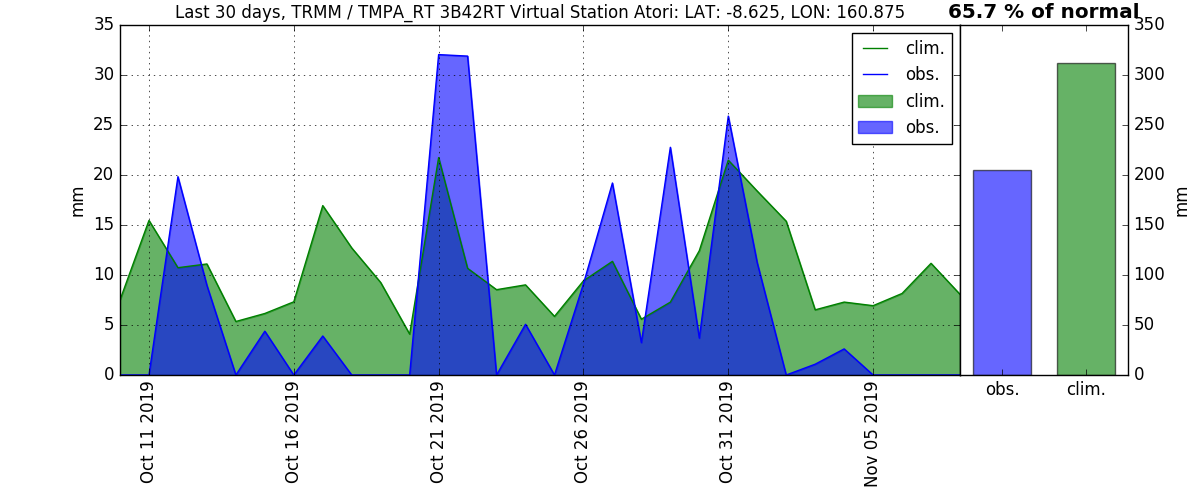 Last 30 days, TRMM / TMPA_RT 3B42RT Virtual Station Atori: LAT: -8.625, LON: 160.875
65.7 % of normal
35
30
25
20
15
10
5
0
mm
clim.
obs.
clim.
obs.
Oct 11 2019
Oct 16 2019
Oct 21 2019
Oct 26 2019
Oct 31 2019
Nov 05 2019
350
300
250
200
150
100
50
0
mm
obs.
clim.